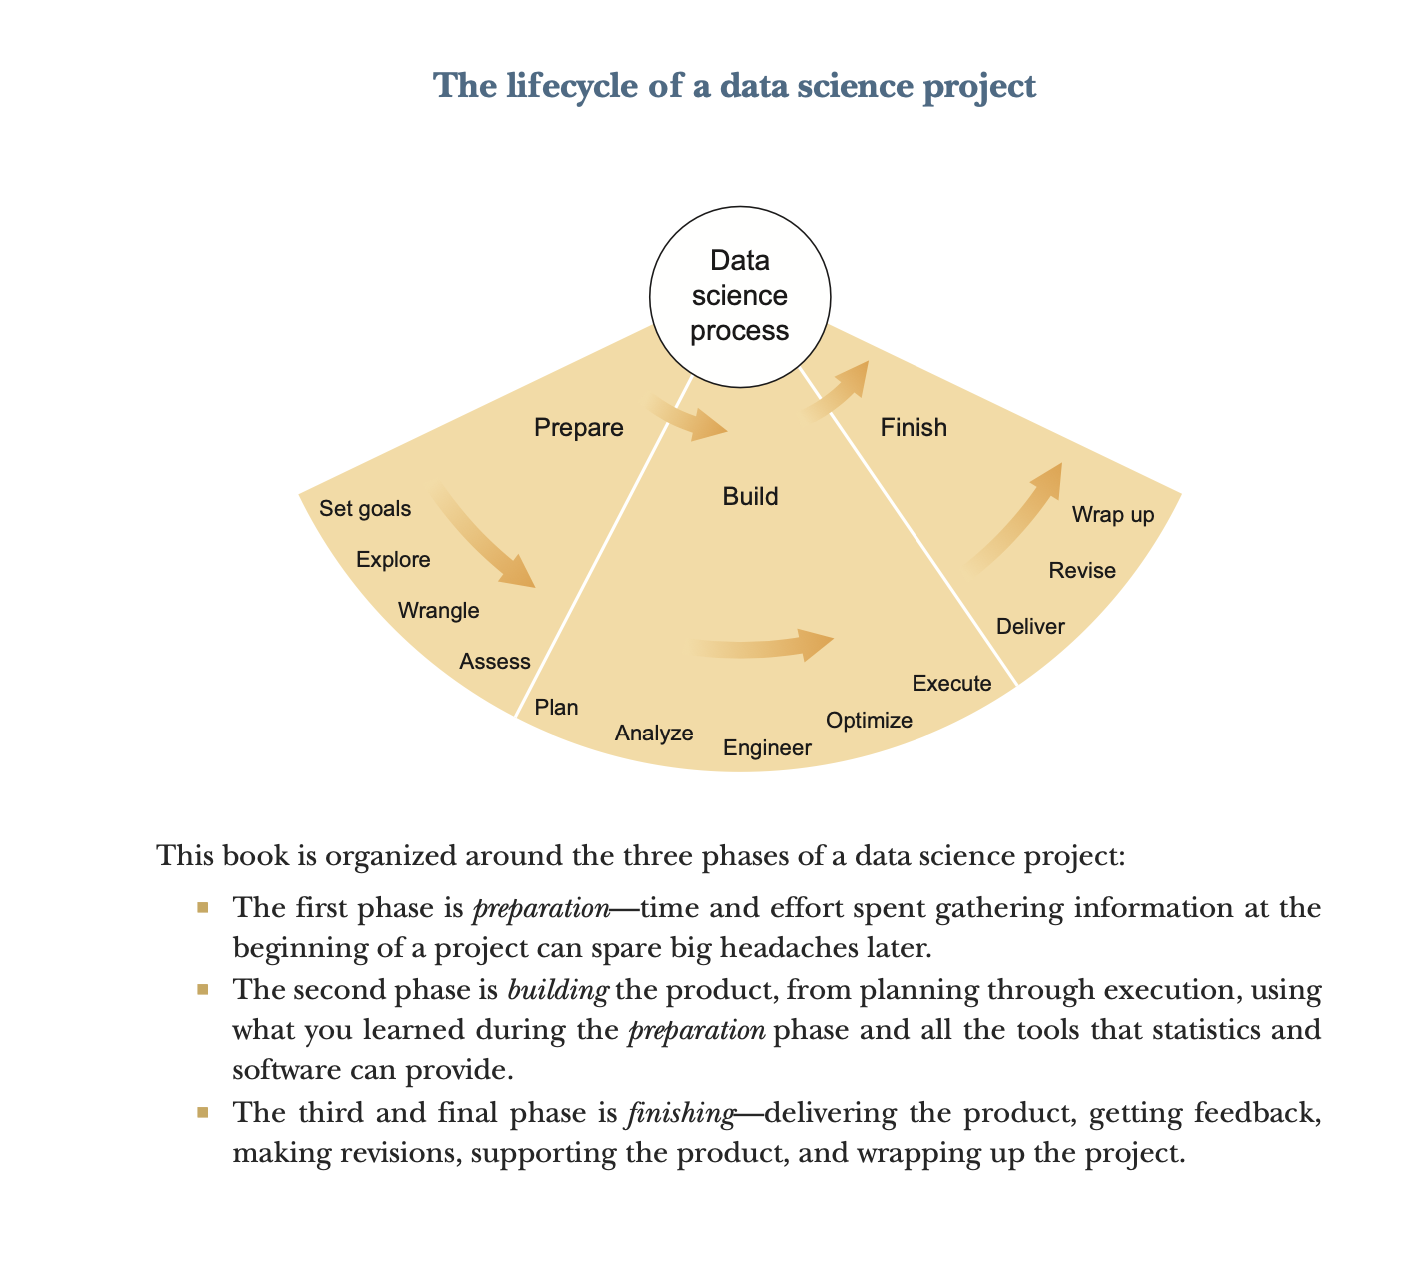 The lifecycle of a data science project
Data
science
process
Prepare
Finish
Build
Set goals
Explore
Wrangle
Assess
Plan
Analyze
Engineer
Optimize
Execute
Deliver
Revise
Wrap up
This book is organized around the three phases of a data science project:
■ The first phase is preparation—time and effort spent gathering information at the
beginning of a project can spare big headaches later.
■ The second phase is building the product, from planning through execution, using
what you learned during the preparation phase and all the tools that statistics and
software can provide.
■ The third and final phase is finishing—delivering the product, getting feedback,
making revisions, supporting the product, and wrapping up the project.